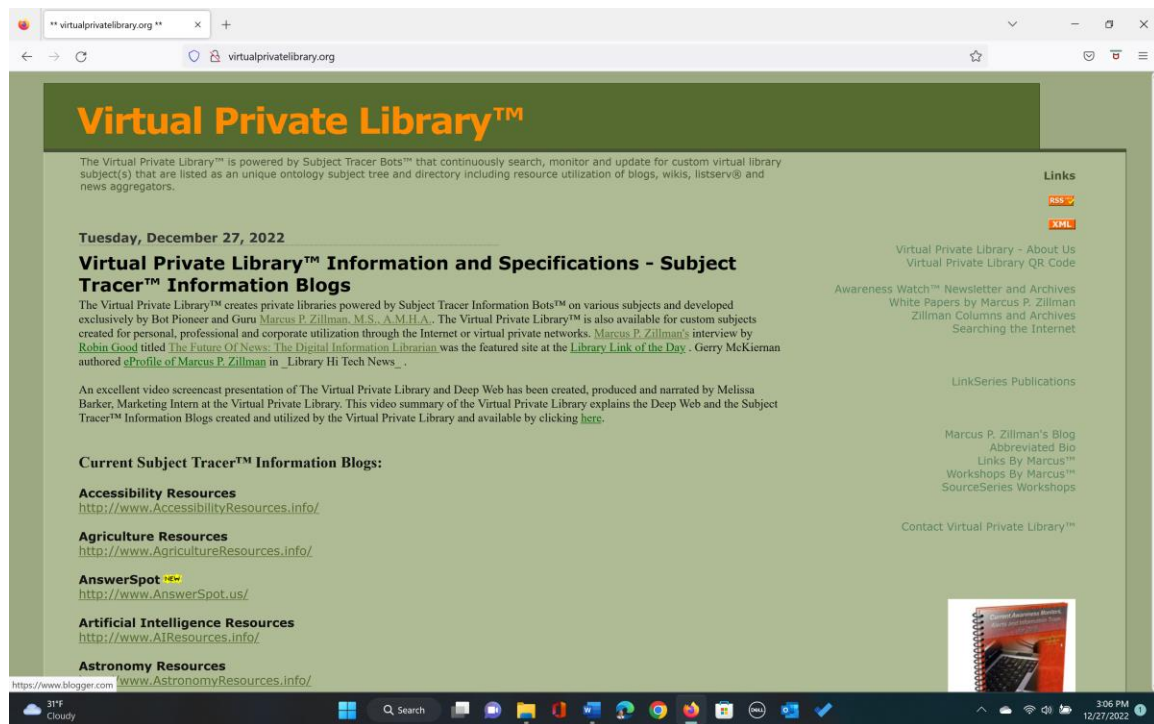 ** virtualprivatelibrary.org **
virtualprivatelibrary.org
Virtual Private Library™
The Virtual Private Library™ is powered by Subject Tracer Bots™ that continuously search, monitor and update for custom virtual library
subject(s) that are listed as an unique ontology subject tree and directory including resource utilization of blogs, wikis, listserv® and
news aggregators.
Tuesday, December 27, 2022
Virtual Private Library™ Information and Specifications - Subject
Tracer™ Information Blogs
The Virtual Private Library™ creates private libraries powered by Subject Tracer Information Bots™ on various subjects and developed
exclusively by Bot Pioneer and Guru Marcus P. Zillman, M.S., A.M.H.A.. The Virtual Private Library™ is also available for custom subjects
created for personal, professional and corporate utilization through the Internet or virtual private networks. Marcus P. Zillman's interview by
Robin Good titled The Future Of News: The Digital Information Librarian was the featured site at the Library Link of the Day . Gerry McKiernan
authored eProfile of Marcus P. Zillman in _Library Hi Tech News_ .
An excellent video screencast presentation of The Virtual Private Library and Deep Web has been created, produced and narrated by Melissa
Barker, Marketing Intern at the Virtual Private Library. This video summary of the Virtual Private Library explains the Deep Web and the Subject
Tracer™ Information Blogs created and utilized by the Virtual Private Library and available by clicking here.
Current Subject Tracer™ Information Blogs:
Accessibility Resources
http://www.AccessibilityResources.info/
Agriculture Resources
http://www.AgricultureResources.info/
AnswerSpot NEW
http://www.AnswerSpot.us/
Artificial Intelligence Resources
http://www.AIResources.info/
Astronomy Resources
www.AstronomyResources.info/
Links
RSS
XML
Virtual Private Library - About Us
Virtual Private Library QR Code
Awareness Watch™ Newsletter and Archives
White Papers by Marcus P. Zillman
Zillman Columns and Archives
Searching the Internet
LinkSeries Publications
Marcus P. Zillman's Blog
Abbreviated Bio
Links By Marcus™
Workshops By Marcus™
SourceSeries Workshops
Contact Virtual Private Library™
Current Awareness Monitors,
https://www.blogger.com
31°F
Cloudy
Search
DELL
3:06 PM
12/27/2022
1